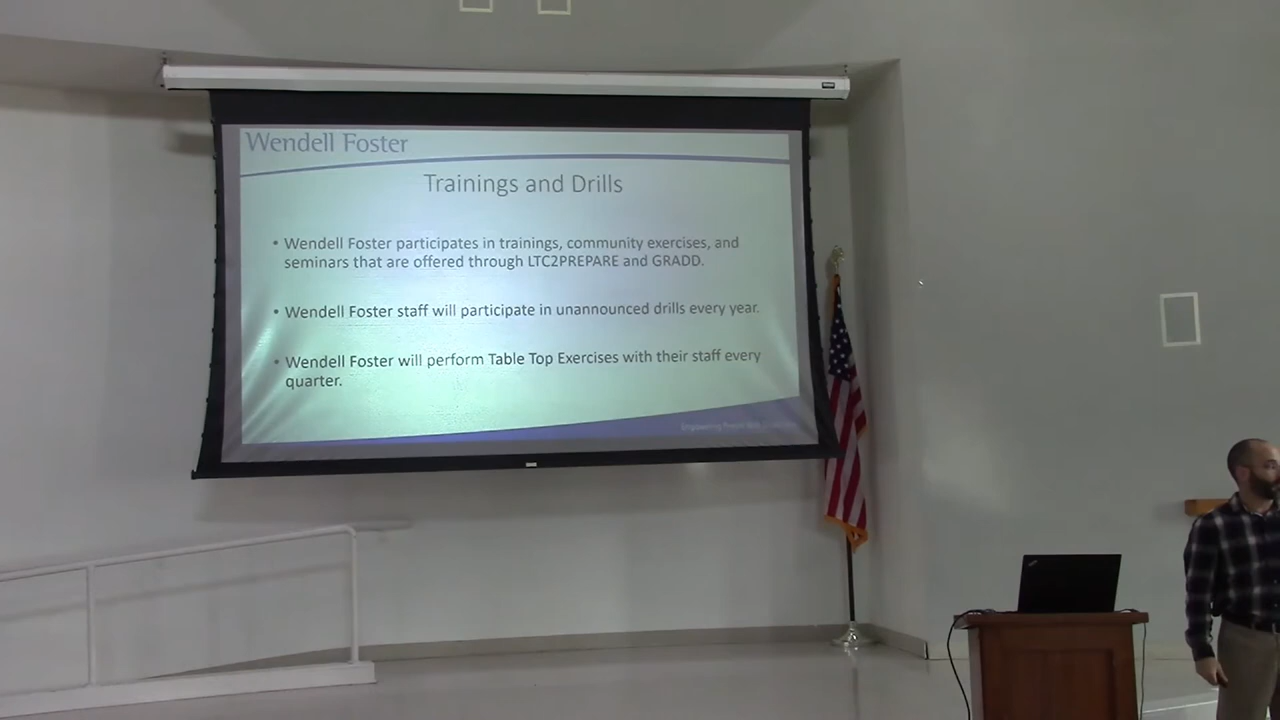 Wendell Foster
Trainings and Drills
• Wendell Foster participates in trainings, community exercises, and
seminars that are offered through LTC2PREPARE and GRADD.
• Wendell Foster staff will participate in unannounced drills every year.
• Wendell Foster will perform Table Top Exercises with their staff every
quarter.